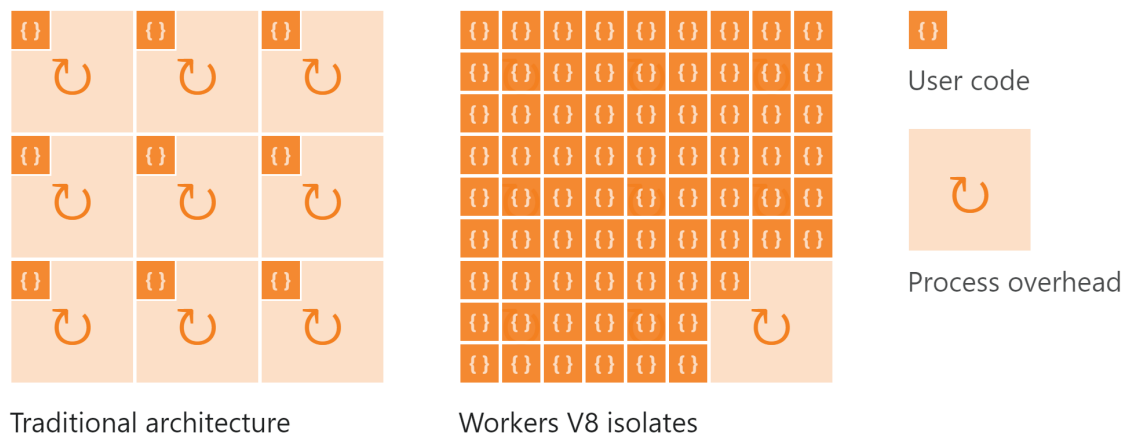 User code
Process overhead
Traditional architecture
Workers V8 isolates